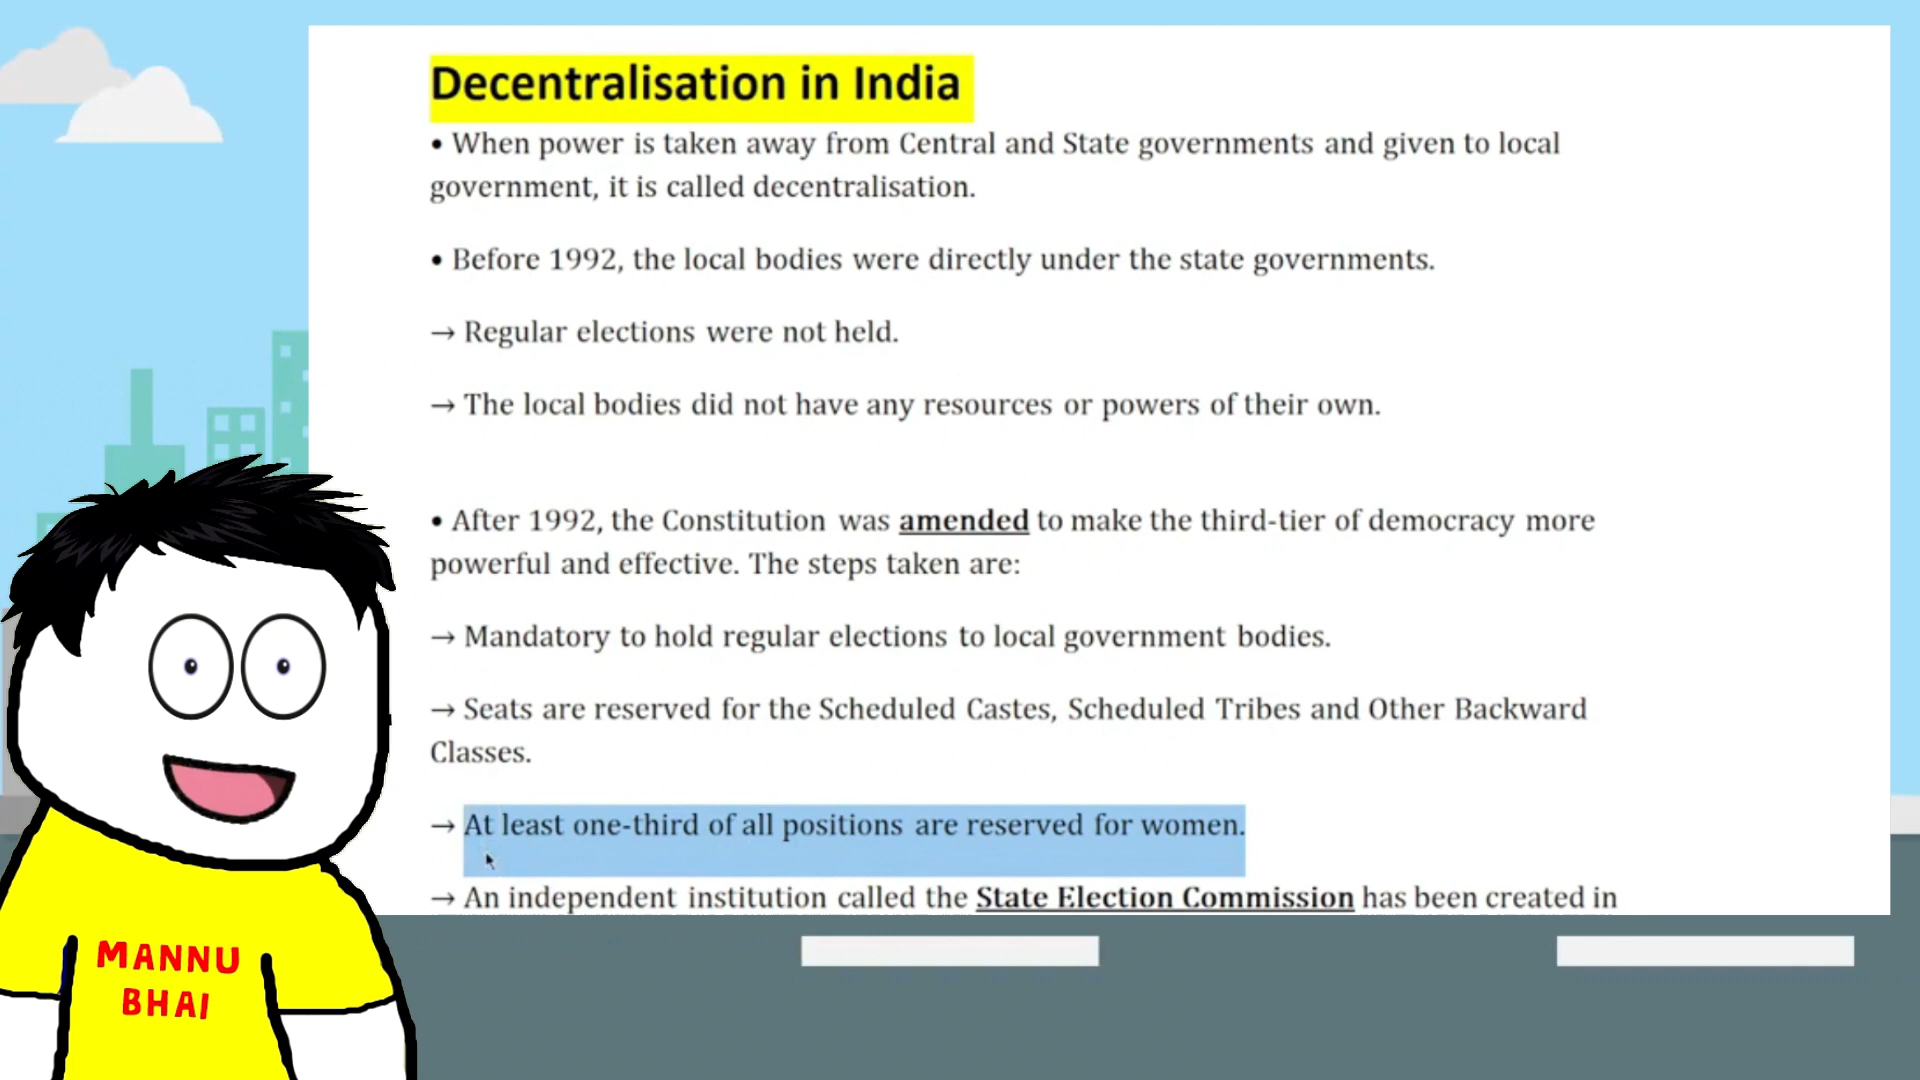 Decentralisation in India
• When power is taken away from Central and State governments and given to local
government, it is called decentralisation.
• Before 1992, the local bodies were directly under the state governments.
→ Regular elections were not held.
→ The local bodies did not have any resources or powers of their own.
• After 1992, the Constitution was amended to make the third-tier of democracy more
powerful and effective. The steps taken are:
→ Mandatory to hold regular elections to local government bodies.
→ Seats are reserved for the Scheduled Castes, Scheduled Tribes and Other Backward
Classes.
→ At least one-third of all positions are reserved for women.
→ An independent institution called the State Election Commission has been created in
MANNU
BHAI